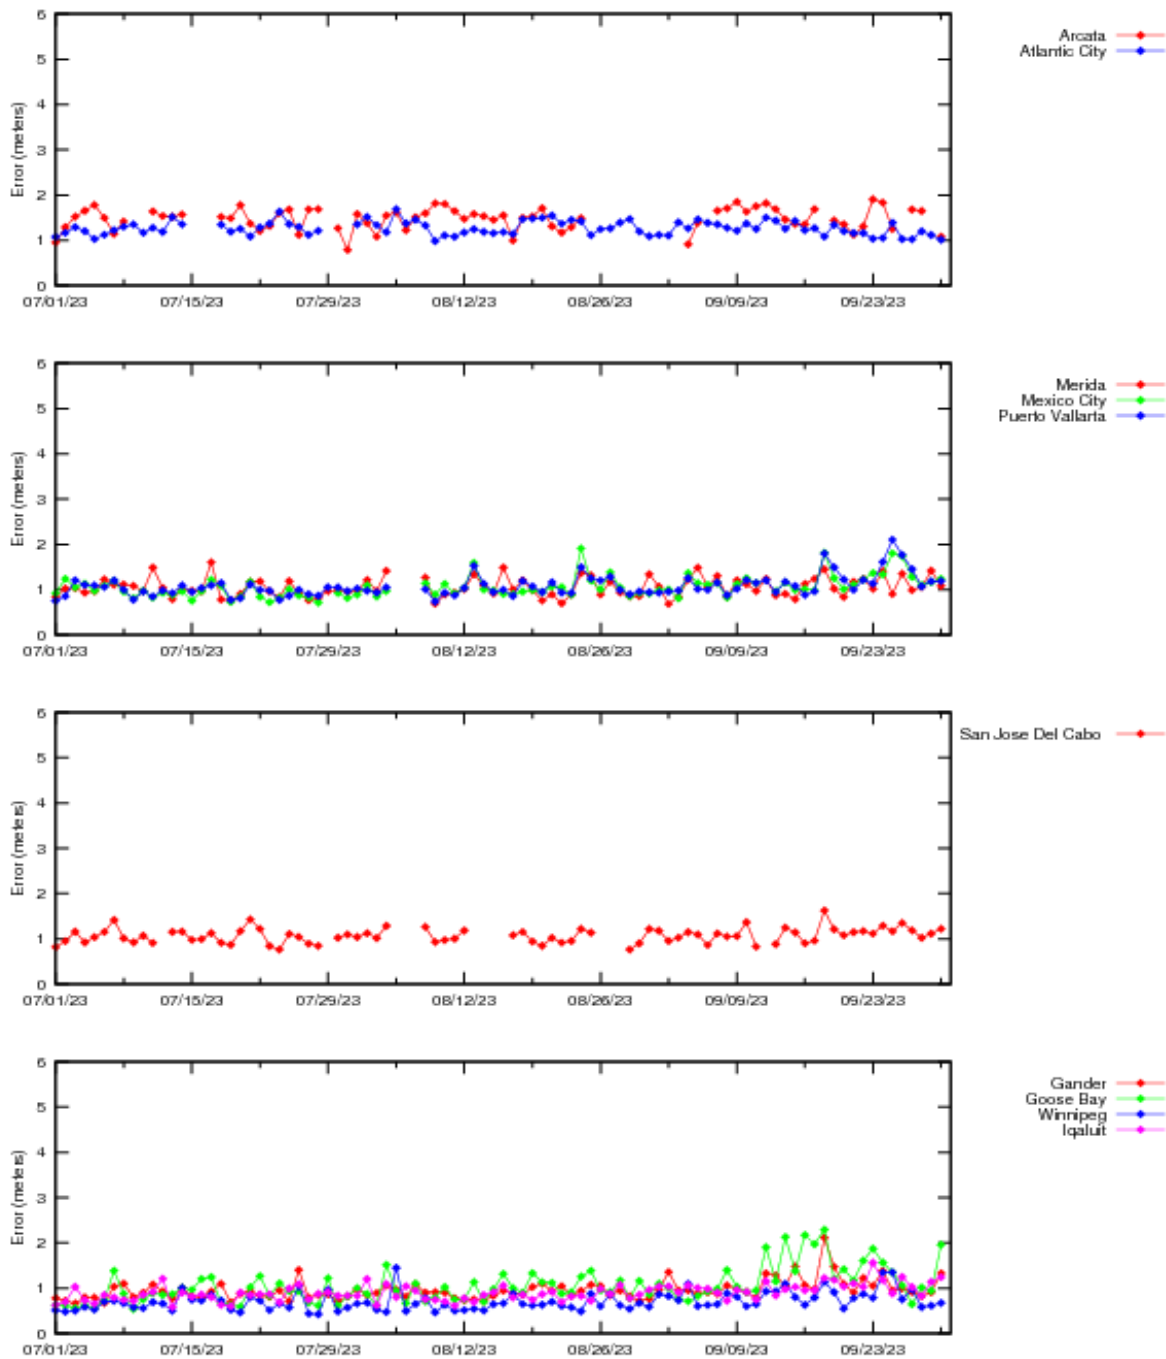 6
Arcata
Atlantic City
5
4
3
2
1
0
Error (meters)
07/01/23 07/15/23 07/29/23 08/12/23 08/26/23 09/09/23 09/23/23
6
Merida
Mexico City
Puerto Vallarta
5
4
3
2
1
0
Error (meters)
07/01/23 07/15/23 07/29/23 08/12/23 08/26/23 09/09/23 09/23/23
6
San Jose Del Cabo
5
4
3
2
1
0
Error (meters)
07/01/23 07/15/23 07/29/23 08/12/23 08/26/23 09/09/23 09/23/23
6
Gander
Goose Bay
Winnipeg
Iqaluit
5
4
3
2
1
0
Error (meters)
07/01/23 07/15/23 07/29/23 08/12/23 08/26/23 09/09/23 09/23/23